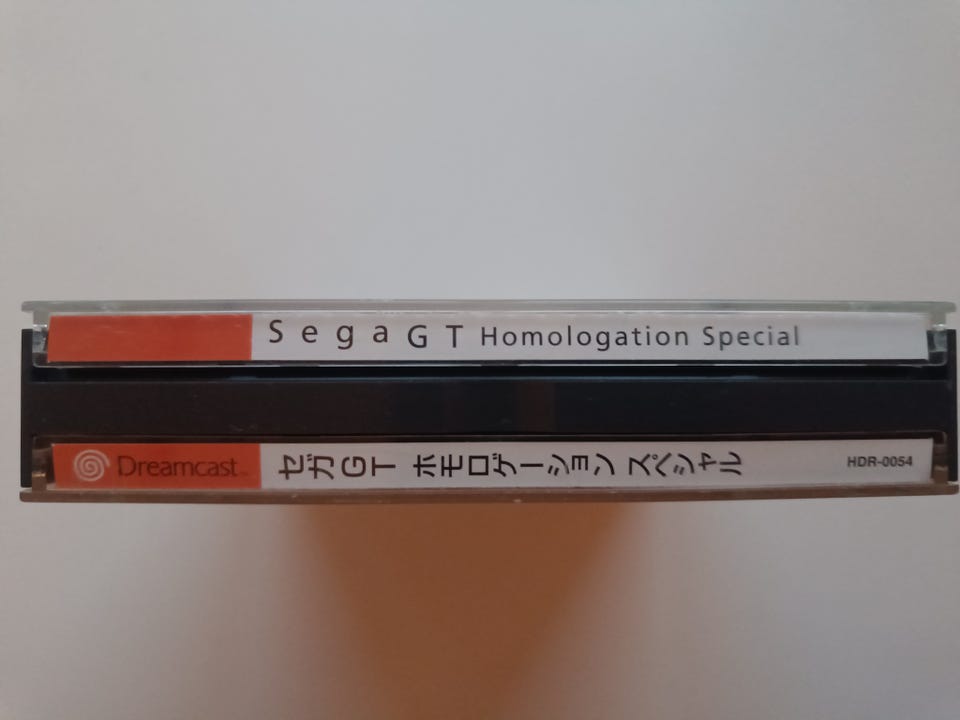 Sega GT Homologation Special
Dreamcast™ セガGT ホモロゲーション スペシャル HDR-0054